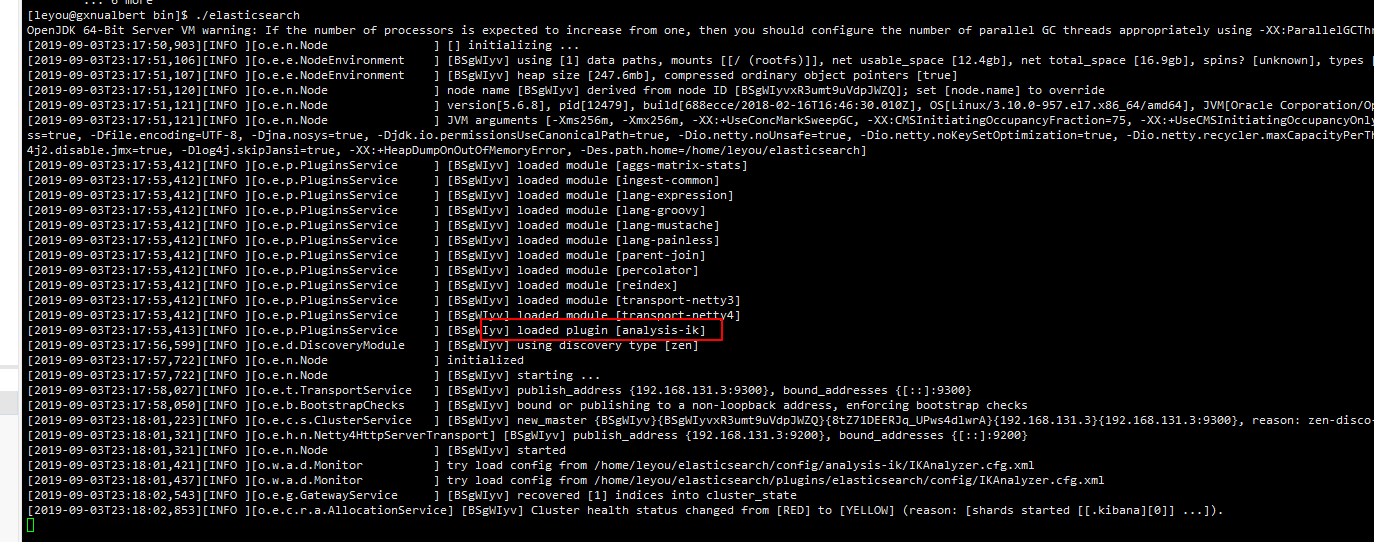 ... 6 more
[leyou@gxnualbert bin]$ ./elasticsearch
OpenJDK 64-Bit Server VM warning: If the number of processors is expected to increase from one, then you should configure the number of parallel GC threads appropriately using -XX:ParallelGCThr
[2019-09-03T23:17:50,903][INFO ][o.e.n.Node               ] [] initializing ...
[2019-09-03T23:17:51,106][INFO ][o.e.e.NodeEnvironment    ] [BSgWIyv] using [1] data paths, mounts [[/ (rootfs)]], net usable_space [12.4gb], net total_space [16.9gb], spins? [unknown], types [
[2019-09-03T23:17:51,107][INFO ][o.e.e.NodeEnvironment    ] [BSgWIyv] heap size [247.6mb], compressed ordinary object pointers [true]
[2019-09-03T23:17:51,120][INFO ][o.e.n.Node               ] node name [BSgWIyv] derived from node ID [BSgWIyvxR3umt9uVdpJWZQ]; set [node.name] to override
[2019-09-03T23:17:51,121][INFO ][o.e.n.Node               ] version[5.6.8], pid[12479], build[688ecce/2018-02-16T16:46:30.010Z], OS[Linux/3.10.0-957.el7.x86_64/amd64], JVM[Oracle Corporation/Op
[2019-09-03T23:17:51,121][INFO ][o.e.n.Node               ] JVM arguments [-Xms256m, -Xmx256m, -XX:+UseConcMarkSweepGC, -XX:CMSInitiatingOccupancyFraction=75, -XX:+UseCMSInitiatingOccupancyOnly
ss=true, -Dfile.encoding=UTF-8, -Djna.nosys=true, -Djdk.io.permissionsUseCanonicalPath=true, -Dio.netty.noUnsafe=true, -Dio.netty.noKeySetOptimization=true, -Dio.netty.recycler.maxCapacityPerTh
4j2.disable.jmx=true, -Dlog4j.skipJansi=true, -XX:+HeapDumpOnOutOfMemoryError, -Des.path.home=/home/leyou/elasticsearch]
[2019-09-03T23:17:53,412][INFO ][o.e.p.PluginsService     ] [BSgWIyv] loaded module [aggs-matrix-stats]
[2019-09-03T23:17:53,412][INFO ][o.e.p.PluginsService     ] [BSgWIyv] loaded module [ingest-common]
[2019-09-03T23:17:53,412][INFO ][o.e.p.PluginsService     ] [BSgWIyv] loaded module [lang-expression]
[2019-09-03T23:17:53,412][INFO ][o.e.p.PluginsService     ] [BSgWIyv] loaded module [lang-groovy]
[2019-09-03T23:17:53,412][INFO ][o.e.p.PluginsService     ] [BSgWIyv] loaded module [lang-mustache]
[2019-09-03T23:17:53,412][INFO ][o.e.p.PluginsService     ] [BSgWIyv] loaded module [lang-painless]
[2019-09-03T23:17:53,412][INFO ][o.e.p.PluginsService     ] [BSgWIyv] loaded module [parent-join]
[2019-09-03T23:17:53,412][INFO ][o.e.p.PluginsService     ] [BSgWIyv] loaded module [percolator]
[2019-09-03T23:17:53,412][INFO ][o.e.p.PluginsService     ] [BSgWIyv] loaded module [reindex]
[2019-09-03T23:17:53,412][INFO ][o.e.p.PluginsService     ] [BSgWIyv] loaded module [transport-netty3]
[2019-09-03T23:17:53,412][INFO ][o.e.p.PluginsService     ] [BSgWIyv] loaded module [transport-netty4]
[2019-09-03T23:17:53,413][INFO ][o.e.p.PluginsService     ] [BSgWIyv] loaded plugin [analysis-ik]
[2019-09-03T23:17:56,599][INFO ][o.e.d.DiscoveryModule    ] [BSgWIyv] using discovery type [zen]
[2019-09-03T23:17:57,722][INFO ][o.e.n.Node               ] initialized
[2019-09-03T23:17:57,722][INFO ][o.e.n.Node               ] [BSgWIyv] starting ...
[2019-09-03T23:17:58,027][INFO ][o.e.t.TransportService   ] [BSgWIyv] publish_address {192.168.131.3:9300}, bound_addresses {[::]:9300}
[2019-09-03T23:17:58,050][INFO ][o.e.b.BootstrapChecks    ] [BSgWIyv] bound or publishing to a non-loopback address, enforcing bootstrap checks
[2019-09-03T23:18:01,223][INFO ][o.e.c.s.ClusterService   ] [BSgWIyv] new_master {BSgWIyv}{BSgWIyvxR3umt9uVdpJWZQ}{8tZ71DEERJq_UPws4dlwrA}{192.168.131.3}{192.168.131.3:9300}, reason: zen-disco-
[2019-09-03T23:18:01,321][INFO ][o.e.h.n.Netty4HttpServerTransport] [BSgWIyv] publish_address {192.168.131.3:9200}, bound_addresses {[::]:9200}
[2019-09-03T23:18:01,321][INFO ][o.e.n.Node               ] [BSgWIyv] started
[2019-09-03T23:18:01,421][INFO ][o.w.a.d.Monitor          ] try load config from /home/leyou/elasticsearch/config/analysis-ik/IKAnalyzer.cfg.xml
[2019-09-03T23:18:01,437][INFO ][o.w.a.d.Monitor          ] try load config from /home/leyou/elasticsearch/plugins/elasticsearch/config/IKAnalyzer.cfg.xml
[2019-09-03T23:18:02,543][INFO ][o.e.g.GatewayService     ] [BSgWIyv] recovered [1] indices into cluster_state
[2019-09-03T23:18:02,853][INFO ][o.e.c.r.a.AllocationService] [BSgWIyv] Cluster health status changed from [RED] to [YELLOW] (reason: [shards started [[.kibana][0]] ...]).